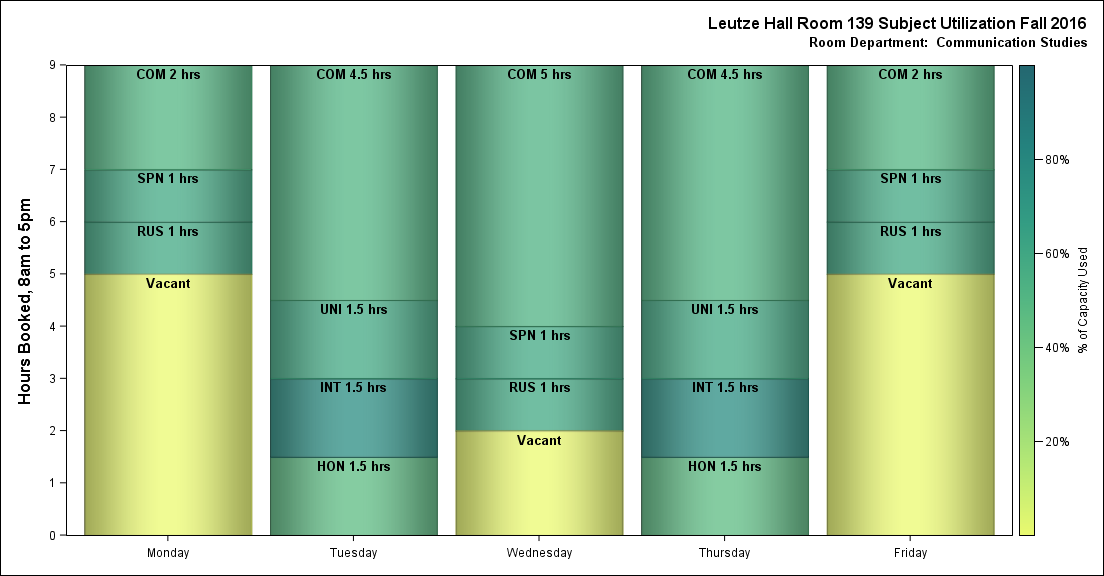 Leutze Hall Room 139 Subject Utilization Fall 2016
Room Department:  Communication Studies
Hours Booked, 8am to 5pm
9
8
7
6
5
4
3
2
1
0
COM 2 hrs
SPN 1 hrs
RUS 1 hrs
Vacant
COM 4.5 hrs
UNI 1.5 hrs
INT 1.5 hrs
HON 1.5 hrs
COM 5 hrs
SPN 1 hrs
RUS 1 hrs
Vacant
COM 4.5 hrs
UNI 1.5 hrs
INT 1.5 hrs
HON 1.5 hrs
COM 2 hrs
SPN 1 hrs
RUS 1 hrs
Vacant
Monday
Tuesday
Wednesday
Thursday
Friday
80%
60%
40%
20%
% of Capacity Used